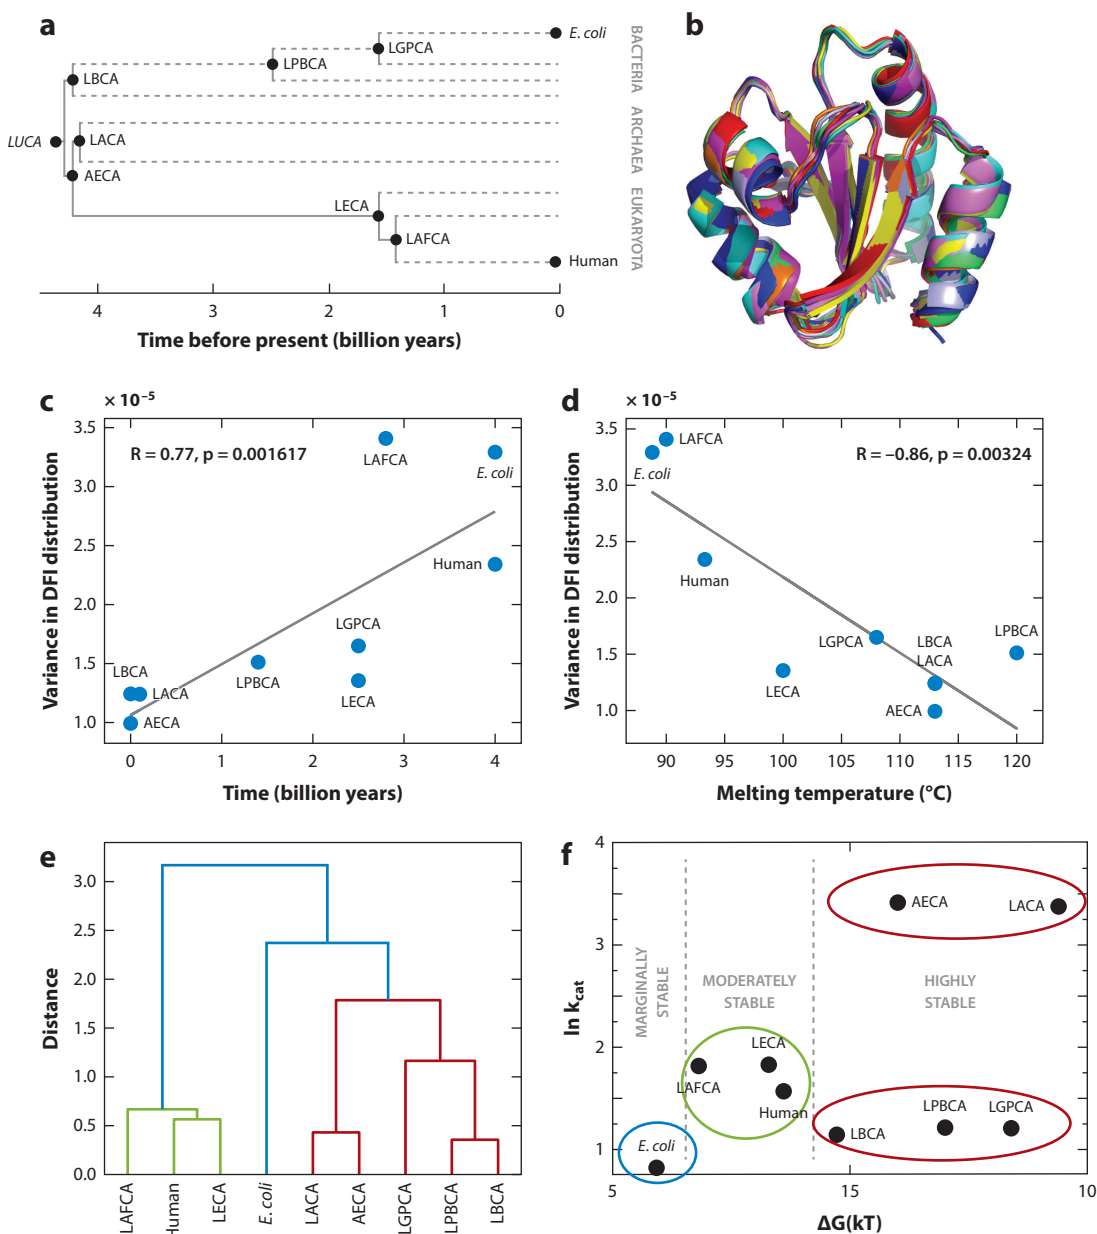 a
E. coli
LGPCA
LPBCA
LBCA
LUCA
LACA
AECA
LECA
LAFCA
Human
BACTERIA ARCHAEA EUKARYOTA
4 3 2 1 0
Time before present (billion years)
b
c
× 10⁻⁵
3.5
3.0
2.5
2.0
1.5
1.0
Variance in DFI distribution
R = 0.77, p = 0.001617
LAFCA
E. coli
Human
LGPCA
LPBCA
LECA
LBCA
LACA
AECA
0 1 2 3 4
Time (billion years)
d
× 10⁻⁵
3.5
3.0
2.5
2.0
1.5
1.0
Variance in DFI distribution
R = –0.86, p = 0.00324
LAFCA
E. coli
Human
LGPCA
LBCA
LACA
LPBCA
LECA
AECA
90 95 100 105 110 115 120
Melting temperature (°C)
e
3.0
2.5
2.0
1.5
1.0
0.5
0.0
Distance
LAFCA
Human
LECA
E. coli
LACA
AECA
LGPCA
LPBCA
LBCA
f
4
3
2
1
ln kcat
MARGINALLY
STABLE
MODERATELY
STABLE
HIGHLY
STABLE
AECA
LACA
LECA
LAFCA
Human
LPBCA
LGPCA
LBCA
E. coli
5 15 10
ΔG(kT)